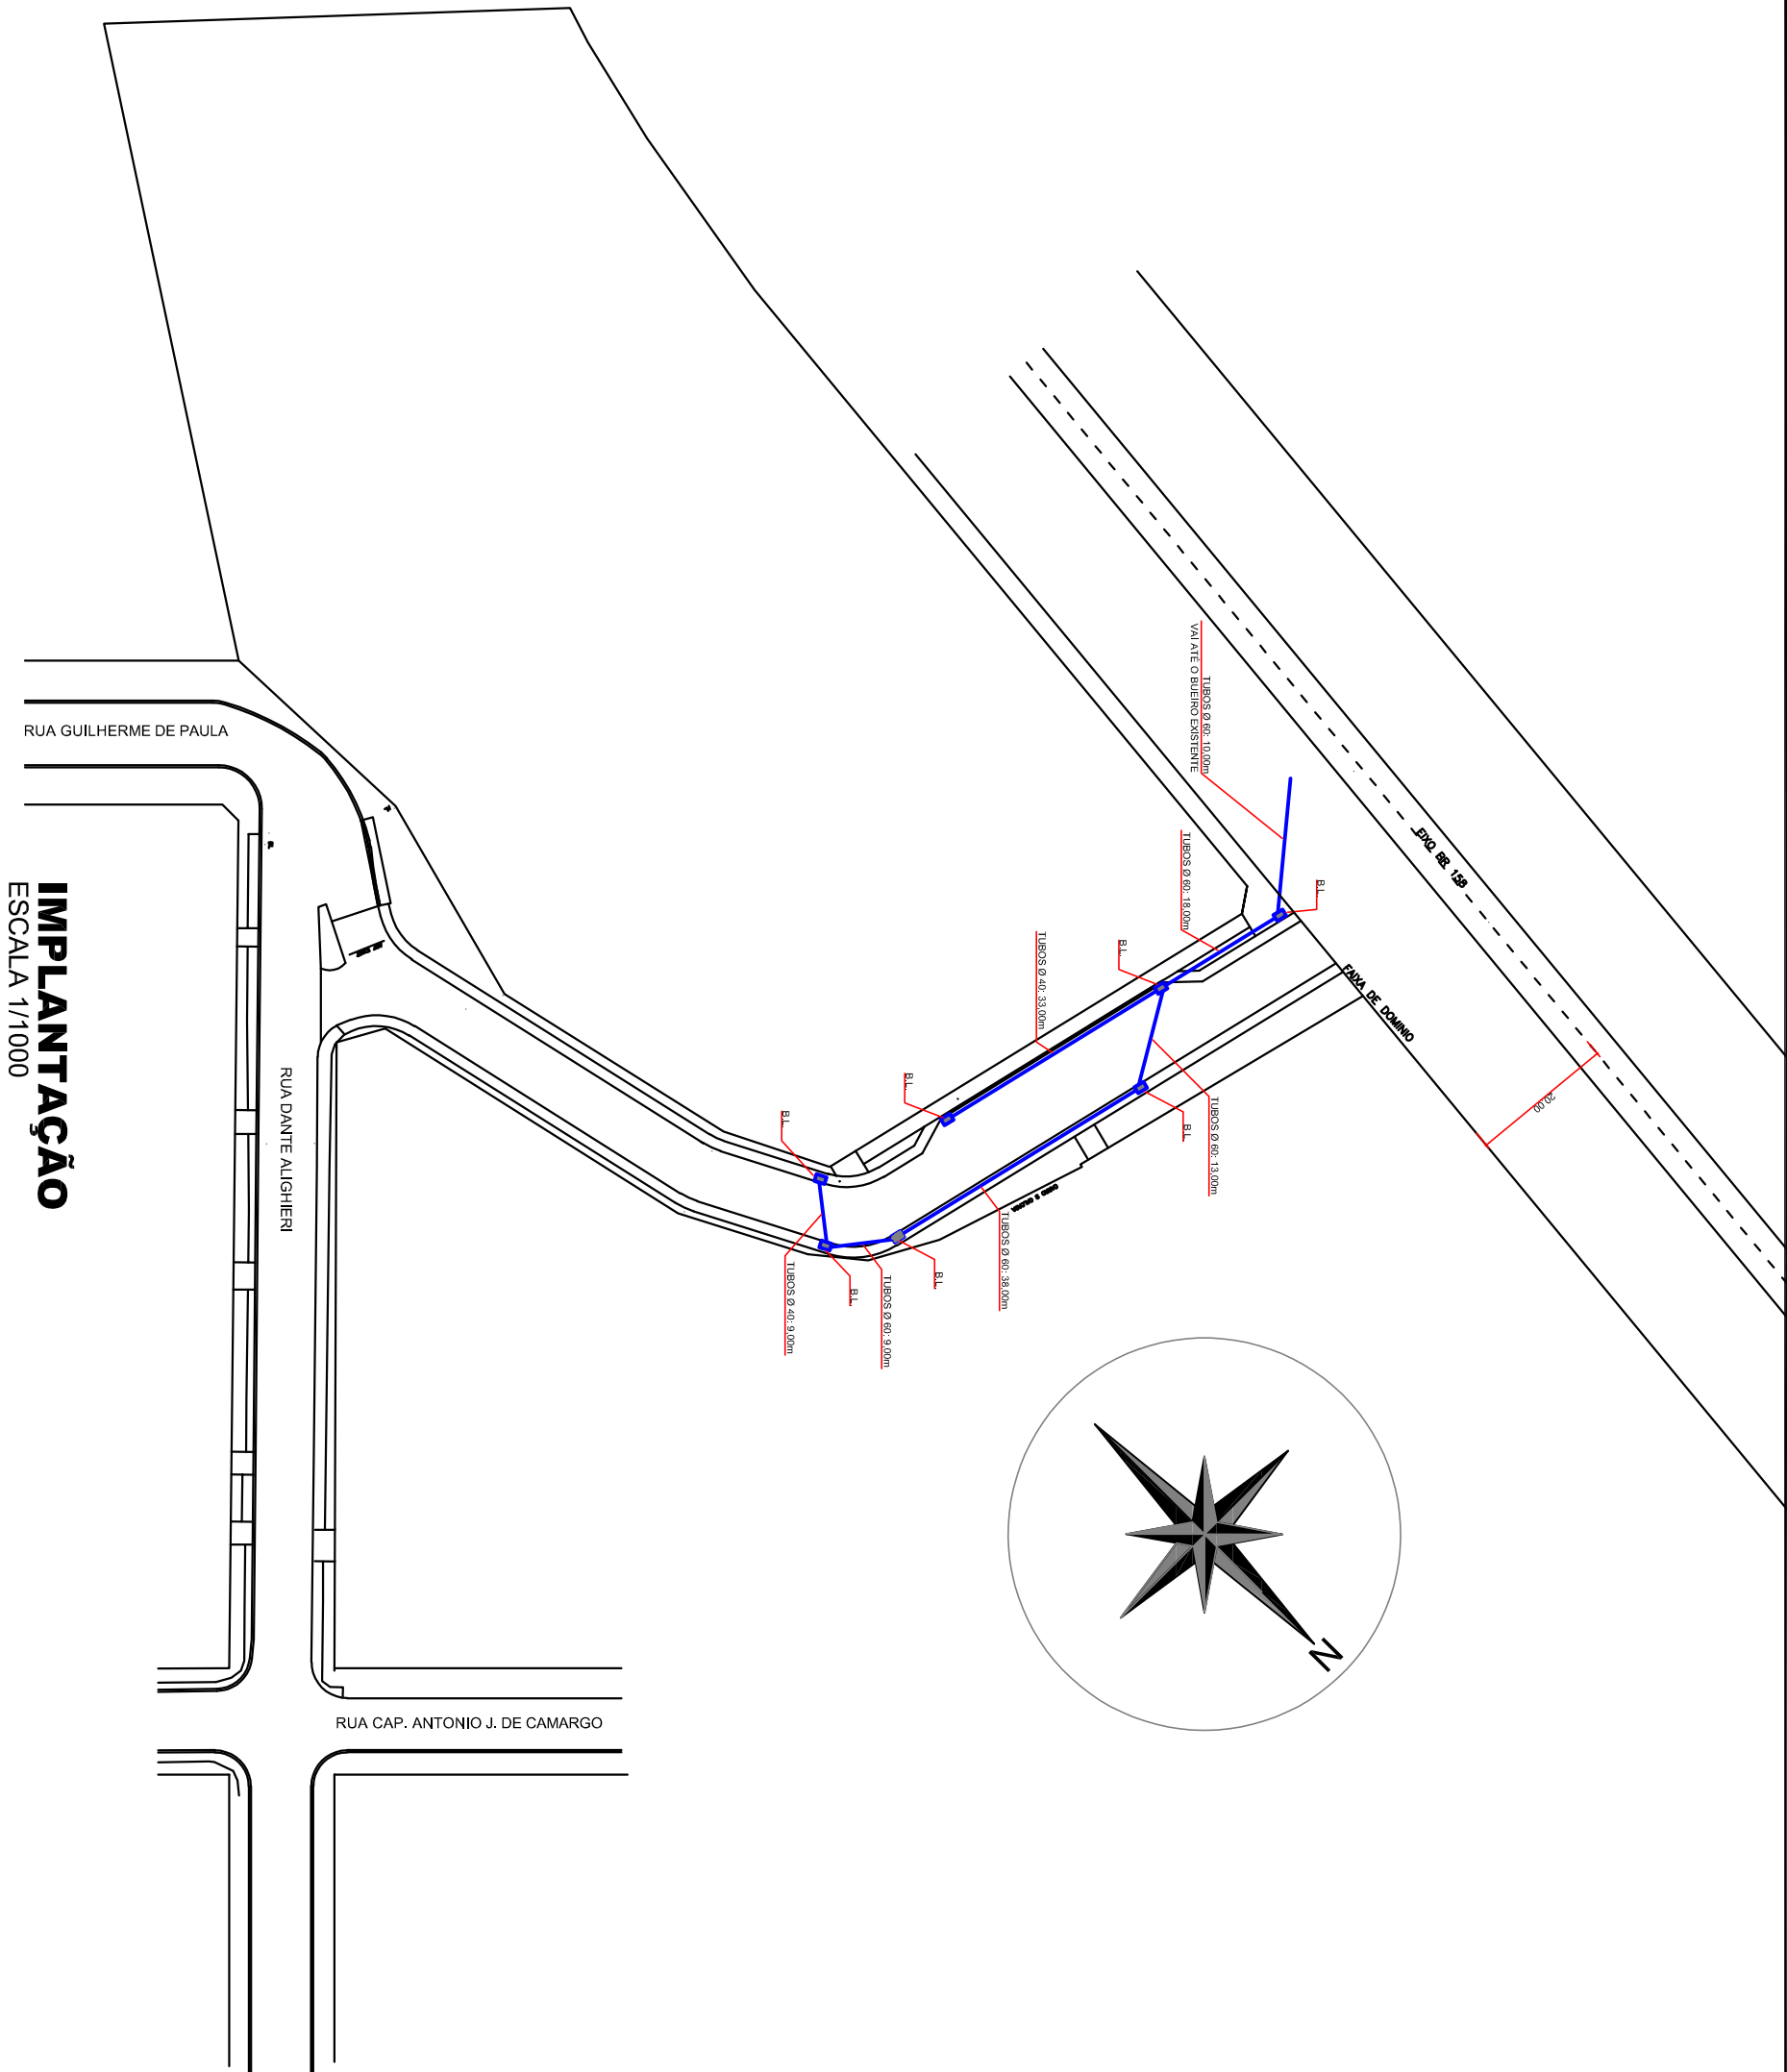 VAI ATÉ O BUEIRO EXISTENTE
TUBOS Ø 60: 10,00m
RUA GUILHERME DE PAULA
TUBOS Ø 60: 18,00m
EIXO BR 158
B.L.
B.L.
TUBOS Ø 40: 33,00m
FAIXA DE DOMINIO
B.L.
B.L.
TUBOS Ø 60: 13,00m
B.L.
20,00
RUA DANTE ALIGHIERI
TUBOS Ø 60: 38,00m
B.L.
B.L.
TUBOS Ø 60: 9,00m
TUBOS Ø 40: 9,00m
IMPLANTAÇÃO
ESCALA 1/1000
N
RUA CAP. ANTONIO J. DE CAMARGO